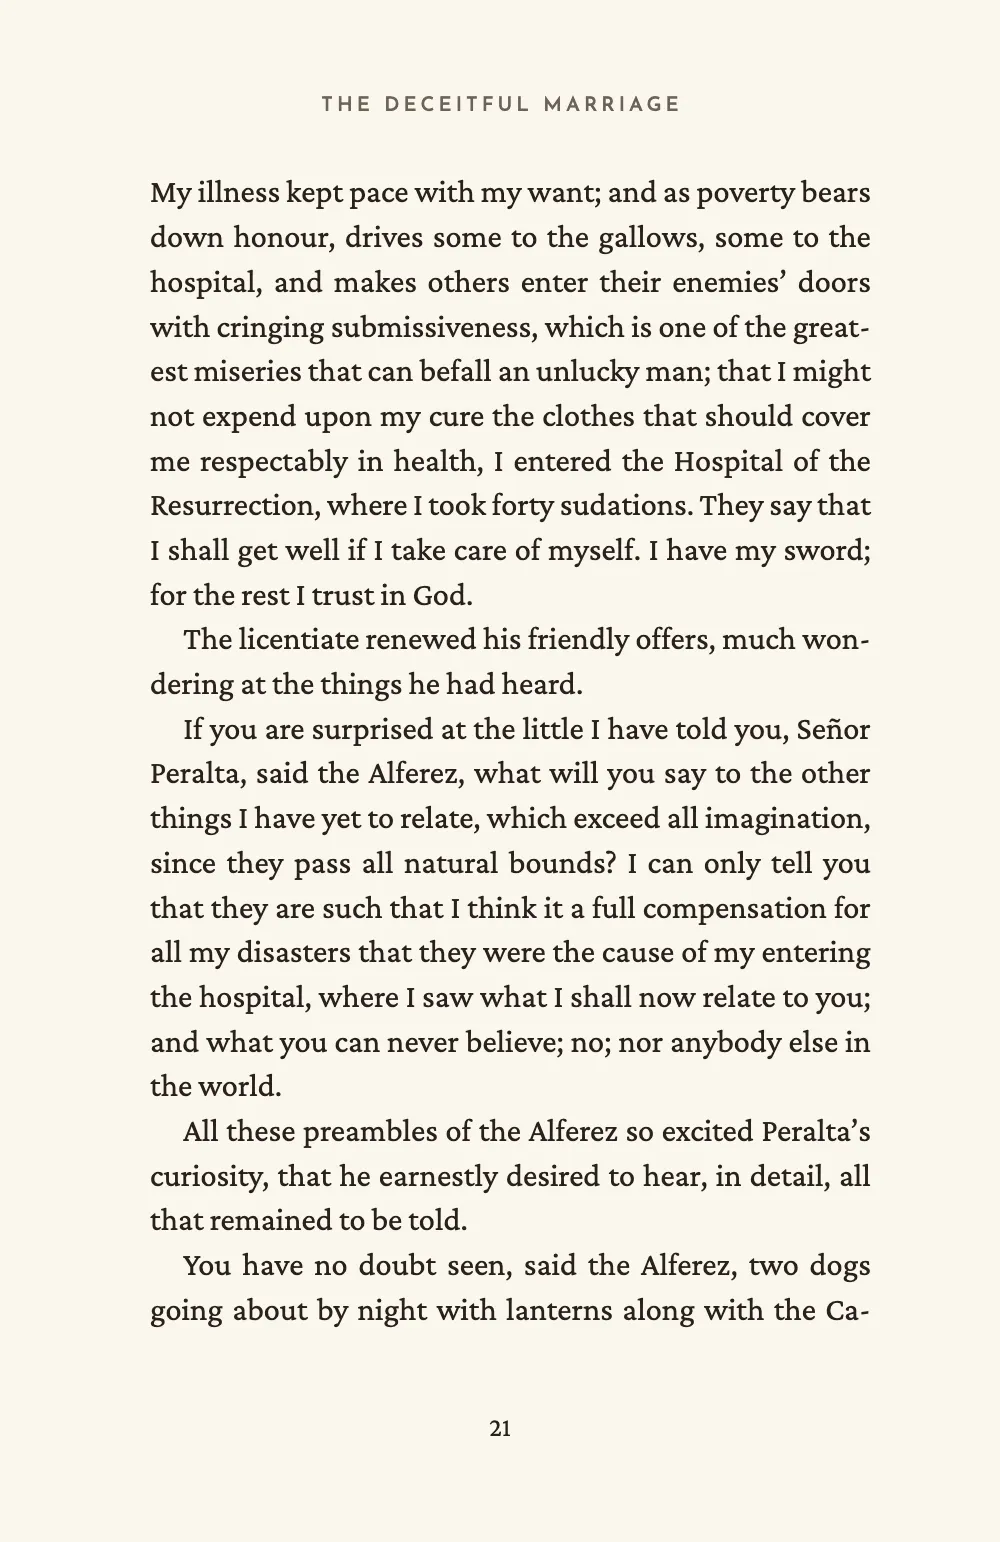 THE DECEITFUL MARRIAGE
My illness kept pace with my want; and as poverty bears
down honour, drives some to the gallows, some to the
hospital, and makes others enter their enemies’ doors
with cringing submissiveness, which is one of the great-
est miseries that can befall an unlucky man; that I might
not expend upon my cure the clothes that should cover
me respectably in health, I entered the Hospital of the
Resurrection, where I took forty sudations. They say that
I shall get well if I take care of myself. I have my sword;
for the rest I trust in God.
The licentiate renewed his friendly offers, much won-
dering at the things he had heard.
If you are surprised at the little I have told you, Señor
Peralta, said the Alferez, what will you say to the other
things I have yet to relate, which exceed all imagination,
since they pass all natural bounds? I can only tell you
that they are such that I think it a full compensation for
all my disasters that they were the cause of my entering
the hospital, where I saw what I shall now relate to you;
and what you can never believe; no; nor anybody else in
the world.
All these preambles of the Alferez so excited Peralta’s
curiosity, that he earnestly desired to hear, in detail, all
that remained to be told.
You have no doubt seen, said the Alferez, two dogs
going about by night with lanterns along with the Ca-
21